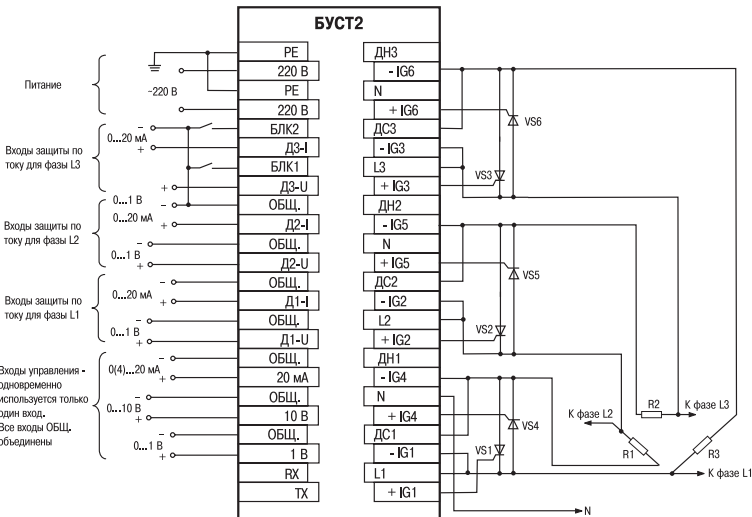 БУСТ2
Питание
~220 В
PE
220 В
PE
220 В
Входы защиты по
току для фазы L3
0...20 мА
–
+
+
БЛК2
Д3-I
БЛК1
Д3-U
Входы защиты по
току для фазы L2
0...1 В
–
0...20 мА
+
–
0...1 В
+
ОБЩ.
Д2-I
ОБЩ.
Д2-U
Входы защиты по
току для фазы L1
–
0...20 мА
+
–
0...1 В
+
ОБЩ.
Д1-I
ОБЩ.
Д1-U
Входы управления -
одновременно
используется только
один вход.
Все входы ОБЩ.
объединены
–
0(4)...20 мА
+
–
0...10 В
+
–
0...1 В
+
ОБЩ.
20 мА
ОБЩ.
10 В
ОБЩ.
1 В
RX
TX
ДН3
- IG6
N
+ IG6
ДС3
- IG3
L3
+ IG3
ДН2
- IG5
N
+ IG5
ДС2
- IG2
L2
+ IG2
ДН1
- IG4
N
+ IG4
ДС1
- IG1
L1
+ IG1
VS6
VS3
VS5
VS2
VS4
VS1
R2
К фазе L3
К фазе L2
R1
R3
К фазе L1
N